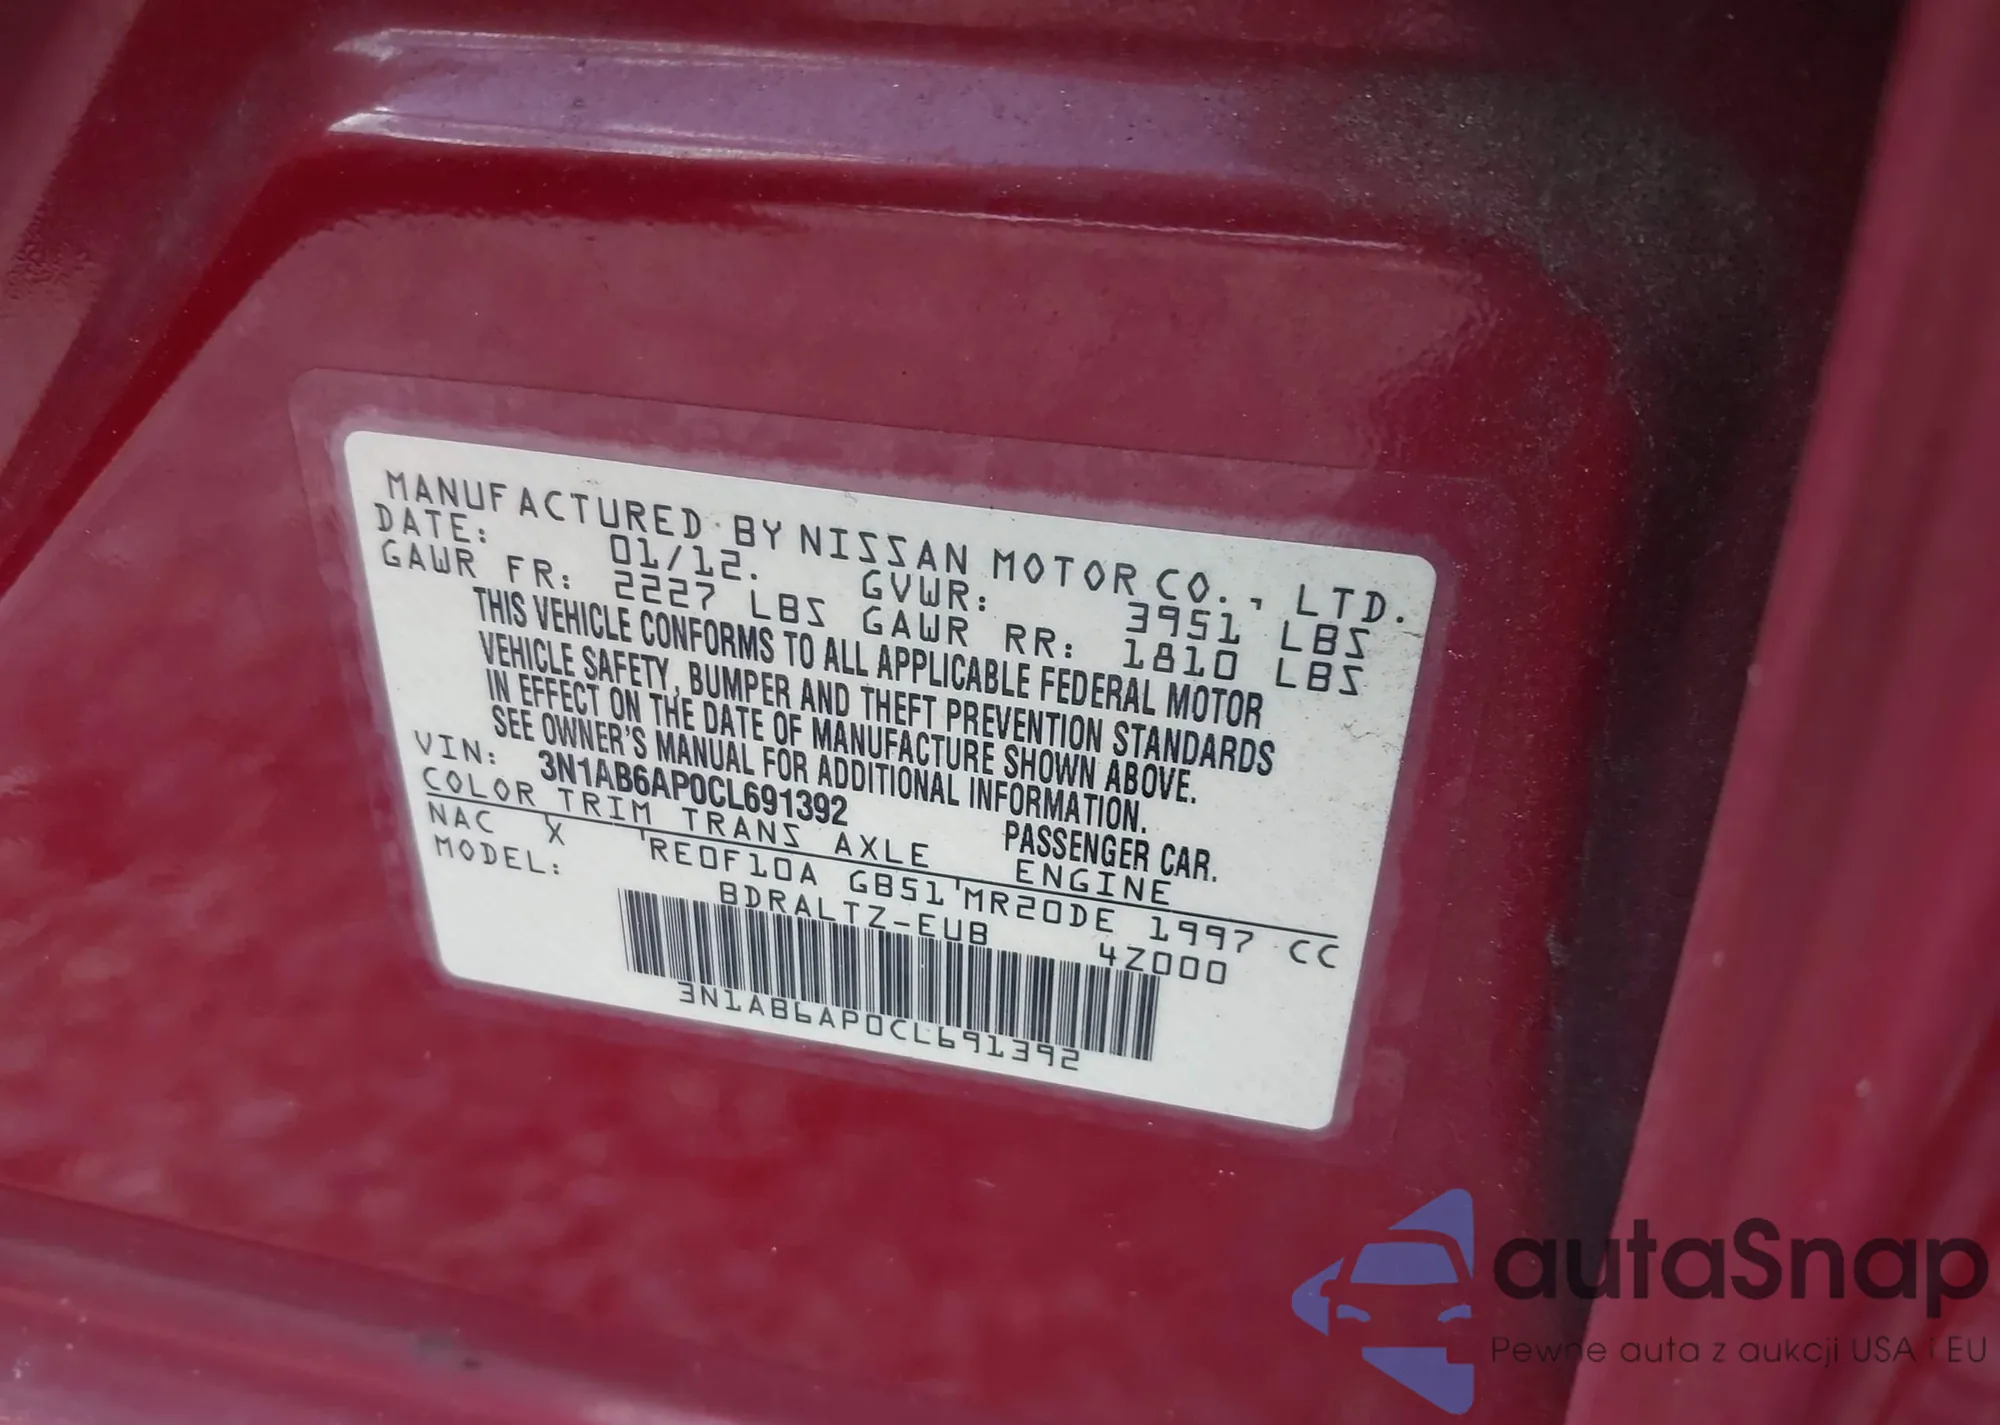 MANUFACTURED BY NISSAN MOTOR CO., LTD.
DATE: 01/12. GVWR: 3951 LBS
GAWR FR: 2227 LBS GAWR RR: 1810 LBS
THIS VEHICLE CONFORMS TO ALL APPLICABLE FEDERAL MOTOR
VEHICLE SAFETY, BUMPER AND THEFT PREVENTION STANDARDS
IN EFFECT ON THE DATE OF MANUFACTURE SHOWN ABOVE.
SEE OWNER'S MANUAL FOR ADDITIONAL INFORMATION.
VIN: 3N1AB6AP0CL691392 PASSENGER CAR.
COLOR TRIM TRANS AXLE ENGINE
NAC X RE0F10A GB51 MR20DE 1997 CC
MODEL: BDRALTZ-EUB 4Z000
3N1AB6AP0CL691392
autaSnap
Pewne auta z aukcji USA i EU